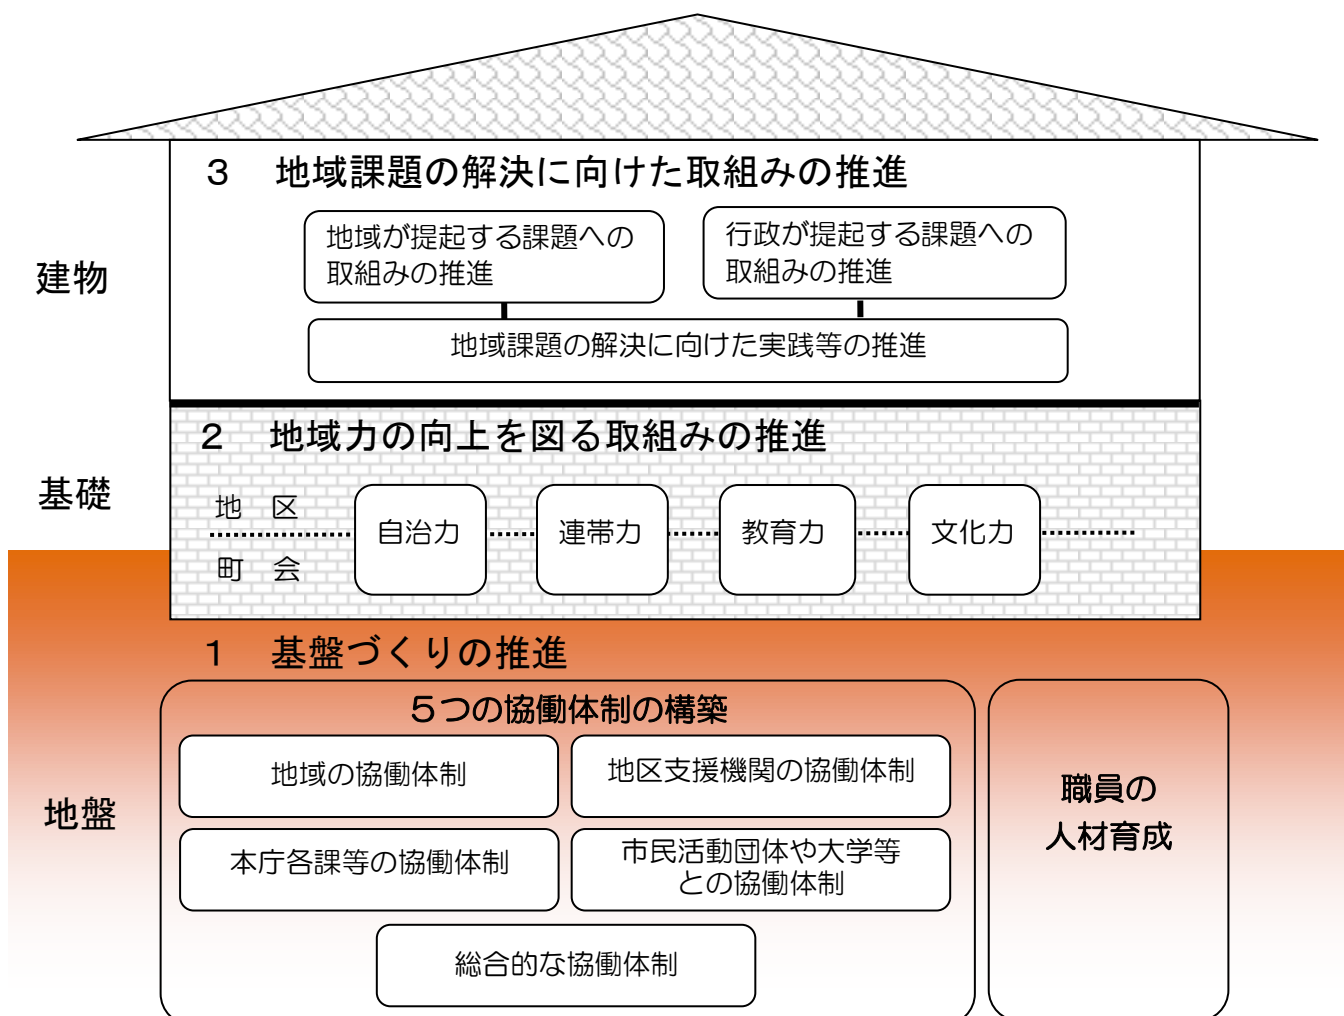 3 地域課題の解決に向けた取組みの推進
地域が提起する課題への
取組みの推進
行政が提起する課題への
取組みの推進
建物
地域課題の解決に向けた実践等の推進
2 地域力の向上を図る取組みの推進
基礎
地 区
町 会
自治力
連帯力
教育力
文化力
1 基盤づくりの推進
5つの協働体制の構築
地域の協働体制
地区支援機関の協働体制
地盤
本庁各課等の協働体制
市民活動団体や大学等
との協働体制
総合的な協働体制
職員の
人材育成